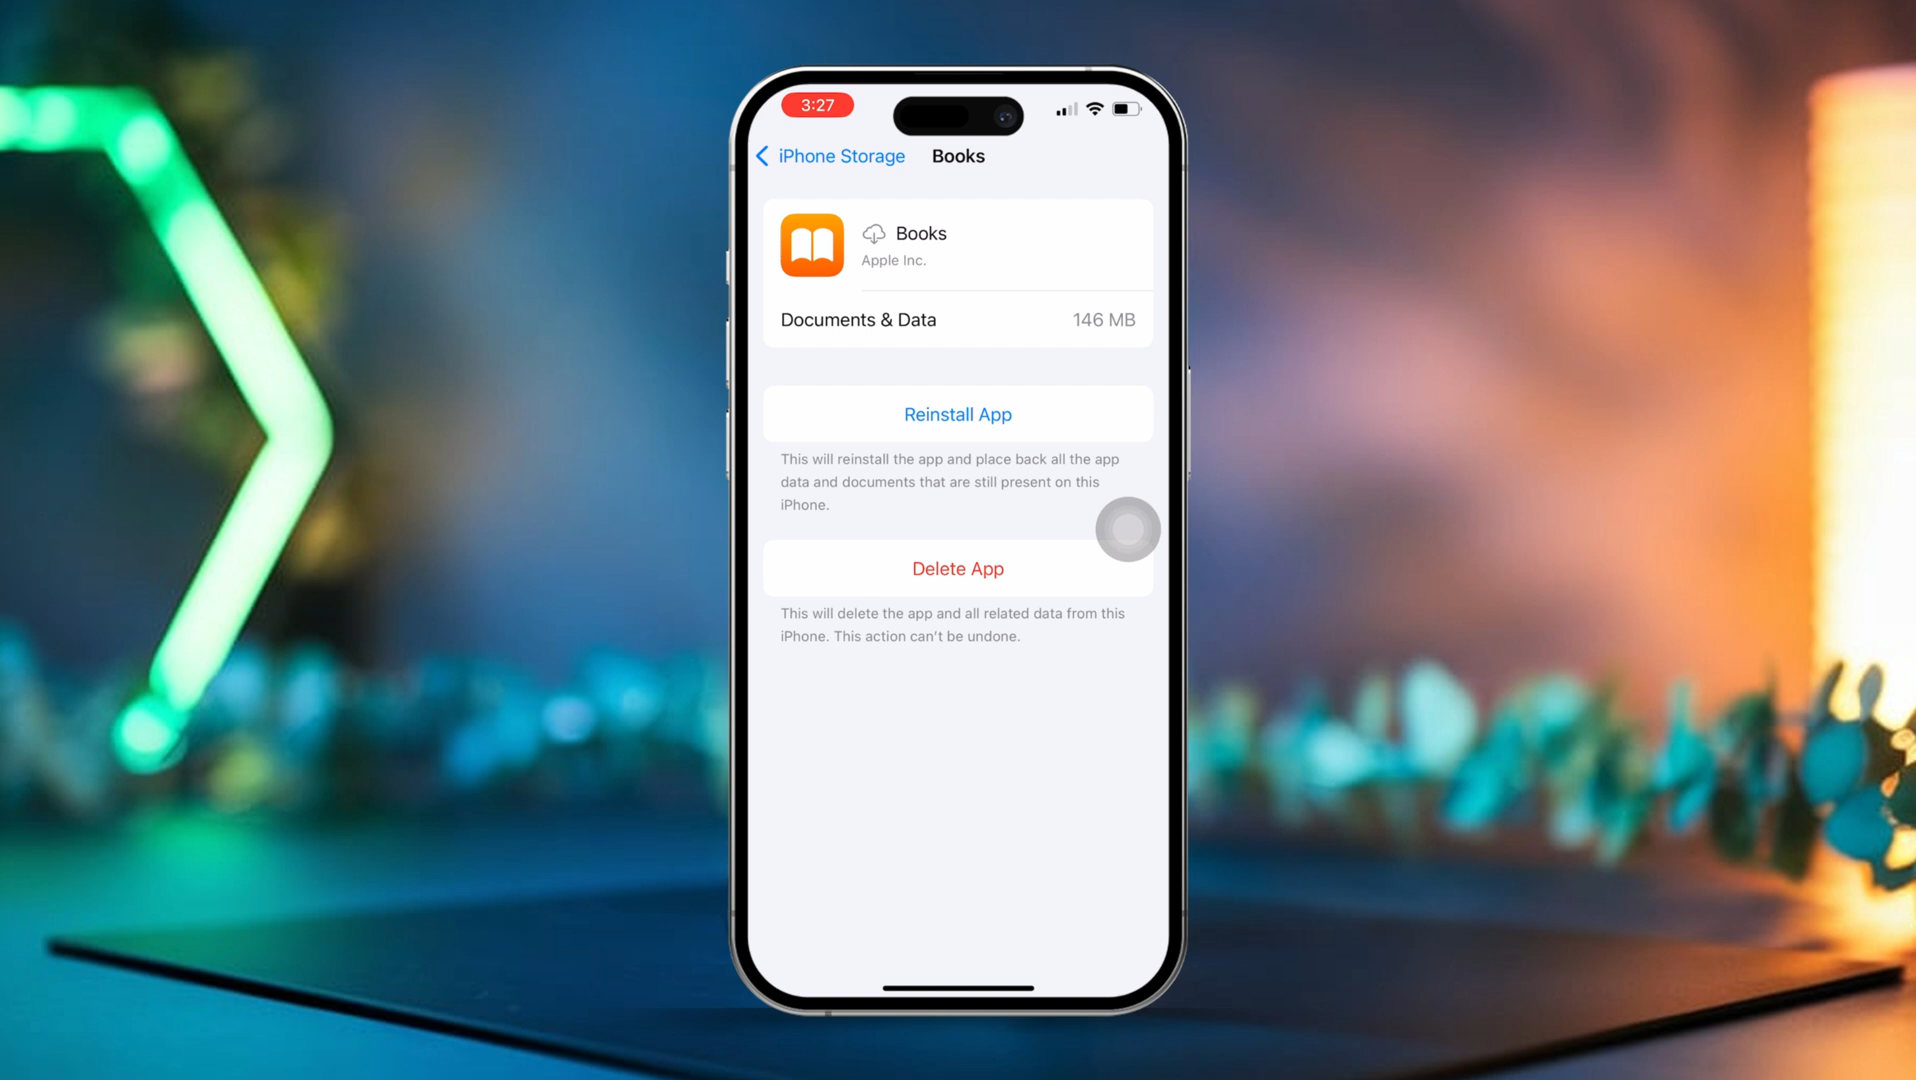 3:27
iPhone Storage Books
Books
Apple Inc.
Documents & Data 146 MB
Reinstall App
This will reinstall the app and place back all the app
data and documents that are still present on this
iPhone.
Delete App
This will delete the app and all related data from this
iPhone. This action can't be undone.